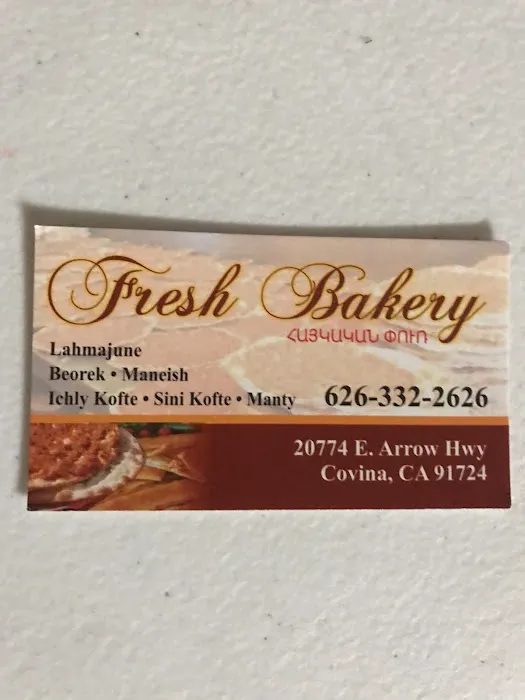 Fresh Bakery
ՀԱՅԿԱԿԱՆ ՓՈՒՌ
Lahmajune
Beorek • Maneish
Ichly Kofte • Sini Kofte • Manty
626-332-2626
20774 E. Arrow Hwy
Covina, CA 91724